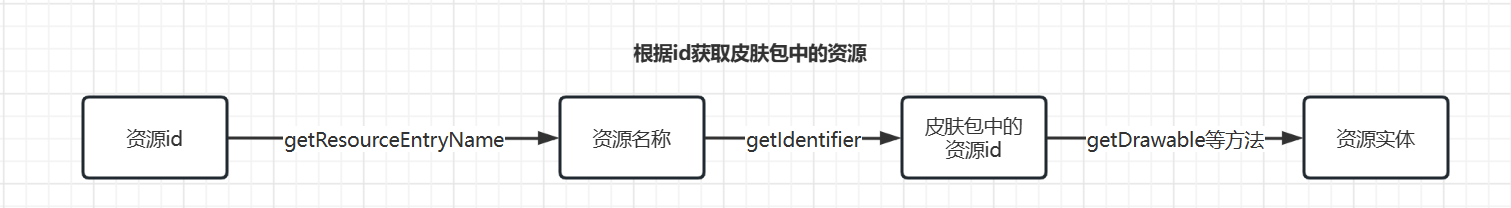 根据id获取皮肤包中的资源
资源id
getResourceEntryName
资源名称
getIdentifier
皮肤包中的
资源id
getDrawable等方法
资源实体